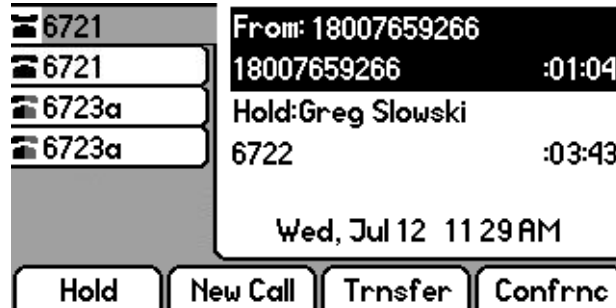 6721
6721
6723a
6723a
From: 18007659266
18007659266 :01:04
Hold:Greg Slowski
6722 :03:43
Wed, Jul 12 11 29 AM
Hold New Call Trnsfer Confrnc